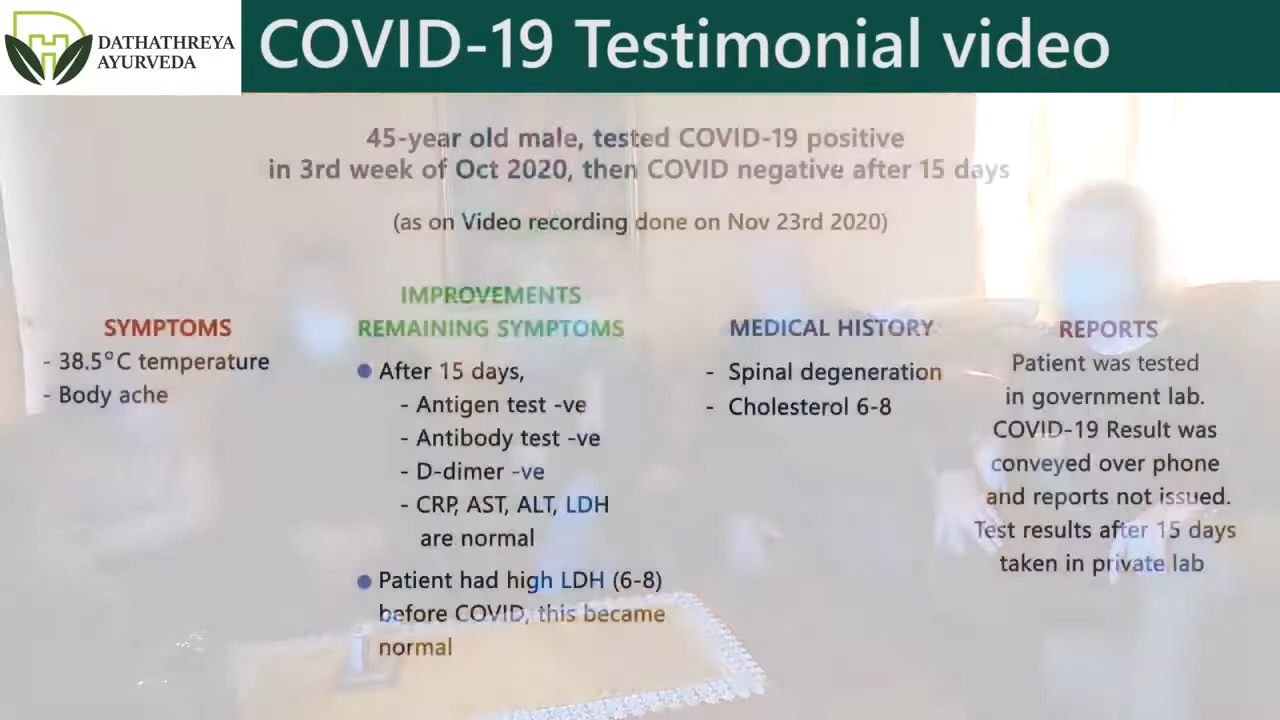 DATHATHREYA
AYURVEDA
COVID-19 Testimonial video
45-year old male, tested COVID-19 positive
in 3rd week of Oct 2020, then COVID negative after 15 days
(as on Video recording done on Nov 23rd 2020)
SYMPTOMS
- 38.5°C temperature
- Body ache
IMPROVEMENTS
REMAINING SYMPTOMS
● After 15 days,
- Antigen test -ve
- Antibody test -ve
- D-dimer -ve
- CRP, AST, ALT, LDH
are normal
● Patient had high LDH (6-8)
before COVID, this became
normal
MEDICAL HISTORY
- Spinal degeneration
- Cholesterol 6-8
REPORTS
Patient was tested
in government lab.
COVID-19 Result was
conveyed over phone
and reports not issued.
Test results after 15 days
taken in private lab